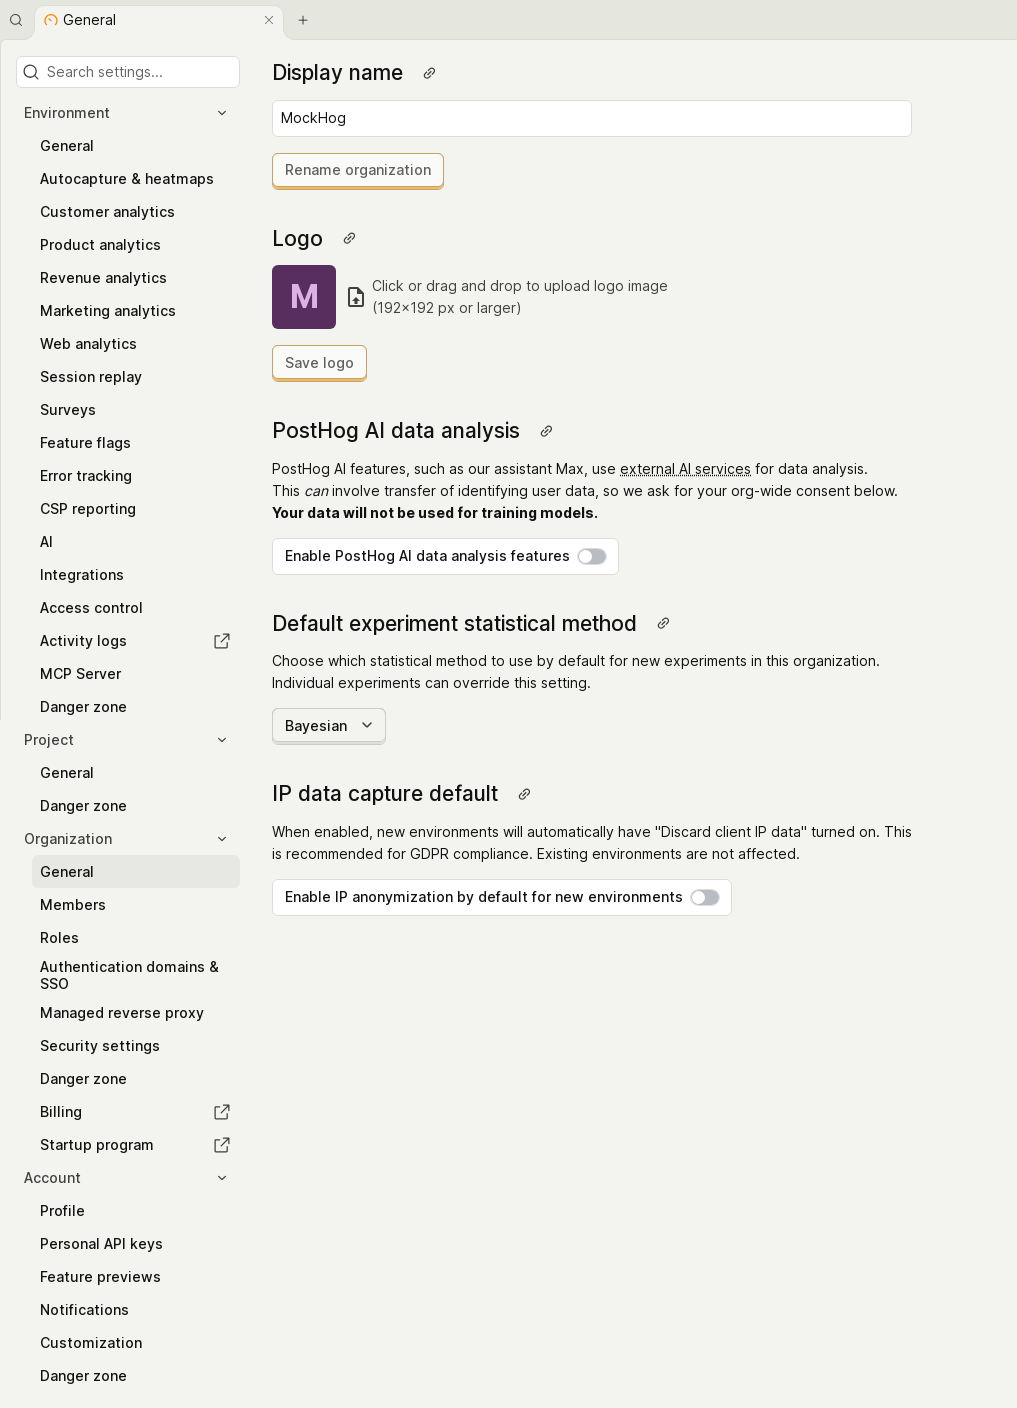 General
Search settings...
Environment
General
Autocapture & heatmaps
Customer analytics
Product analytics
Revenue analytics
Marketing analytics
Web analytics
Session replay
Surveys
Feature flags
Error tracking
CSP reporting
AI
Integrations
Access control
Activity logs
MCP Server
Danger zone
Project
General
Danger zone
Organization
General
Members
Roles
Authentication domains &
SSO
Managed reverse proxy
Security settings
Danger zone
Billing
Startup program
Account
Profile
Personal API keys
Feature previews
Notifications
Customization
Danger zone
Display name
MockHog
Rename organization
Logo
M
Click or drag and drop to upload logo image
(192×192 px or larger)
Save logo
PostHog AI data analysis
PostHog AI features, such as our assistant Max, use external AI services for data analysis.
This can involve transfer of identifying user data, so we ask for your org-wide consent below.
Your data will not be used for training models.
Enable PostHog AI data analysis features
Default experiment statistical method
Choose which statistical method to use by default for new experiments in this organization.
Individual experiments can override this setting.
Bayesian
IP data capture default
When enabled, new environments will automatically have "Discard client IP data" turned on. This
is recommended for GDPR compliance. Existing environments are not affected.
Enable IP anonymization by default for new environments